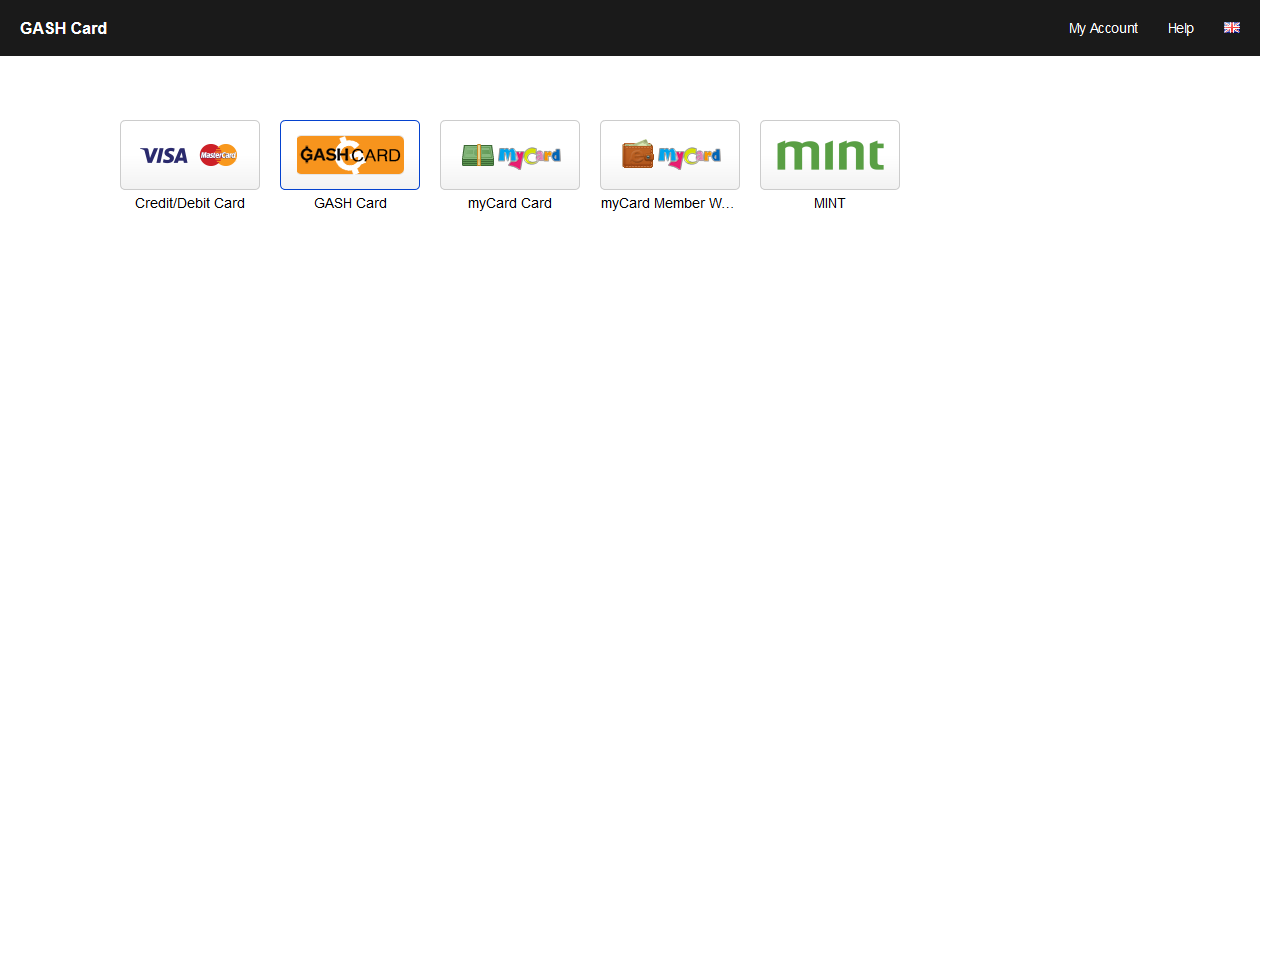 GASH Card
My Account
Help
VISA MasterCard
GASH CARD
MyCard
MyCard
mint
Credit/Debit Card
GASH Card
myCard Card
myCard Member W...
MINT